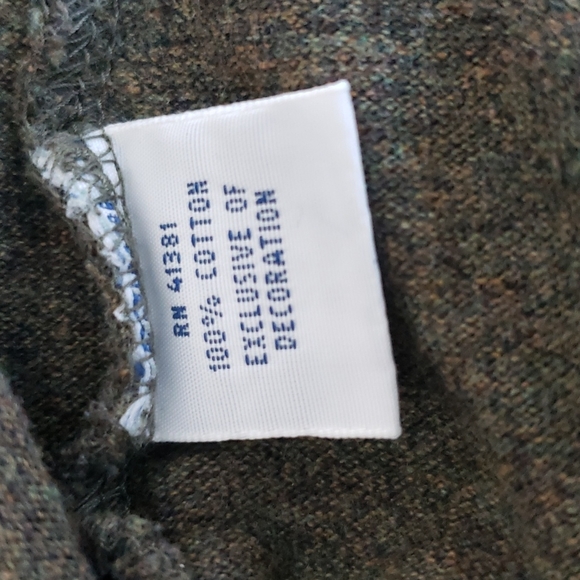 RN 41381
100% COTTON
EXCLUSIVE OF
DECORATION